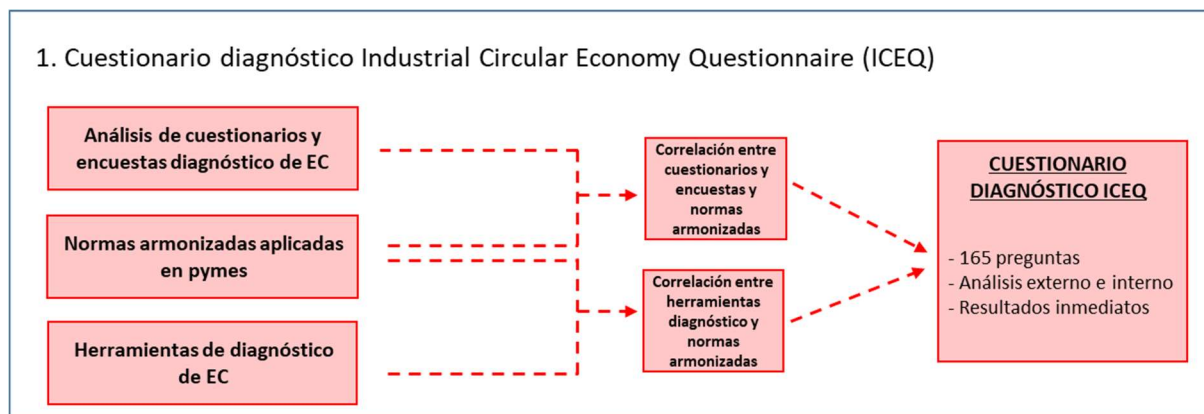 1. Cuestionario diagnóstico Industrial Circular Economy Questionnaire (ICEQ)
Análisis de cuestionarios y
encuestas diagnóstico de EC
Normas armonizadas aplicadas
en pymes
Herramientas de diagnóstico
de EC
Correlación entre
cuestionarios y
encuestas y
normas
armonizadas
Correlación entre
herramientas
diagnóstico y
normas
armonizadas
CUESTIONARIO
DIAGNÓSTICO ICEQ
- 165 preguntas
- Análisis externo e interno
- Resultados inmediatos